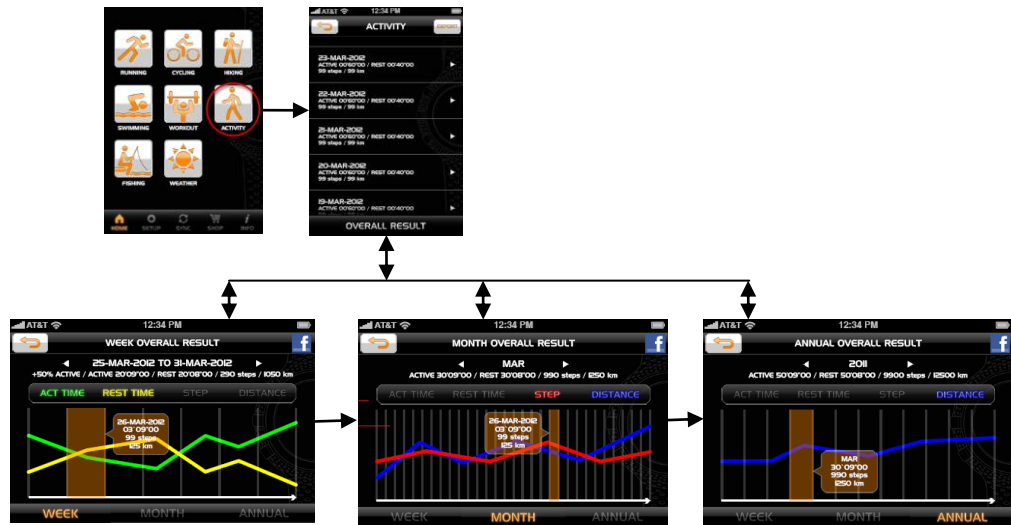 RUNNING CYCLING HIKING
SWIMMING WORKOUT ACTIVITY
FISHING WEATHER
HOME SETUP SYNC SHOP INFO
12:34 PM
ACTIVITY
23-MAR-2012
ACTIVE 00'60"00 / REST 00'40"00
99 steps / 99 km
22-MAR-2012
ACTIVE 00'60"00 / REST 00'40"00
99 steps / 99 km
21-MAR-2012
ACTIVE 00'60"00 / REST 00'40"00
99 steps / 99 km
20-MAR-2012
ACTIVE 00'60"00 / REST 00'40"00
99 steps / 99 km
19-MAR-2012
ACTIVE 00'60"00 / REST 00'40"00
99 steps / 99 km
OVERALL RESULT
AT&T 12:34 PM
WEEK OVERALL RESULT f
25-MAR-2012 TO 31-MAR-2012
+50% ACTIVE / ACTIVE 20'09"00 / REST 20'08"00 / 290 steps / 1050 km
ACT TIME REST TIME STEP DISTANCE
26-MAR-2012
03'09"00
99 steps
125 km
WEEK MONTH ANNUAL
AT&T 12:34 PM
MONTH OVERALL RESULT f
MAR
ACTIVE 30'09"00 / REST 30'08"00 / 990 steps / 1250 km
ACT TIME REST TIME STEP DISTANCE
26-MAR-2012
03'09"00
99 steps
125 km
WEEK MONTH ANNUAL
AT&T 12:34 PM
ANNUAL OVERALL RESULT f
2011
ACTIVE 50'09"00 / REST 50'08"00 / 9900 steps / 12500 km
ACT TIME REST TIME STEP DISTANCE
MAR
30'09"00
990 steps
1250 km
WEEK MONTH ANNUAL